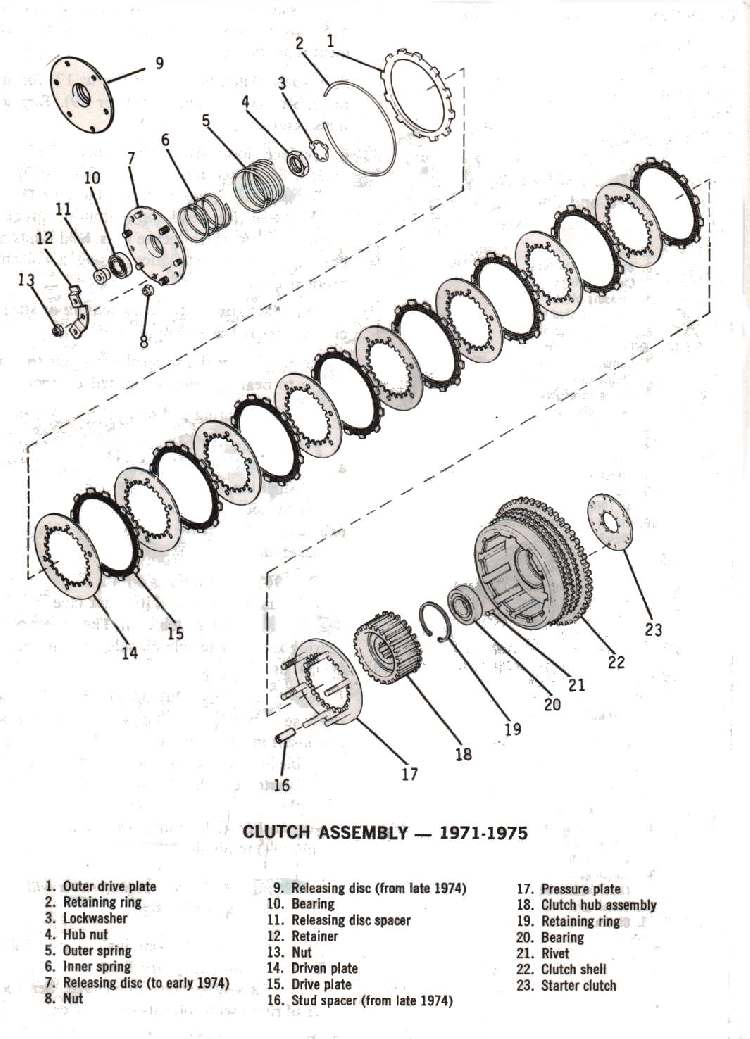 1
2
9
3
4
5
6
7
10
11
12
13
8
15
14
23
22
21
20
19
18
17
16
CLUTCH ASSEMBLY — 1971-1975
1. Outer drive plate
2. Retaining ring
3. Lockwasher
4. Hub nut
5. Outer spring
6. Inner spring
7. Releasing disc (to early 1974)
8. Nut
9. Releasing disc (from late 1974)
10. Bearing
11. Releasing disc spacer
12. Retainer
13. Nut
14. Driven plate
15. Drive plate
16. Stud spacer (from late 1974)
17. Pressure plate
18. Clutch hub assembly
19. Retaining ring
20. Bearing
21. Rivet
22. Clutch shell
23. Starter clutch